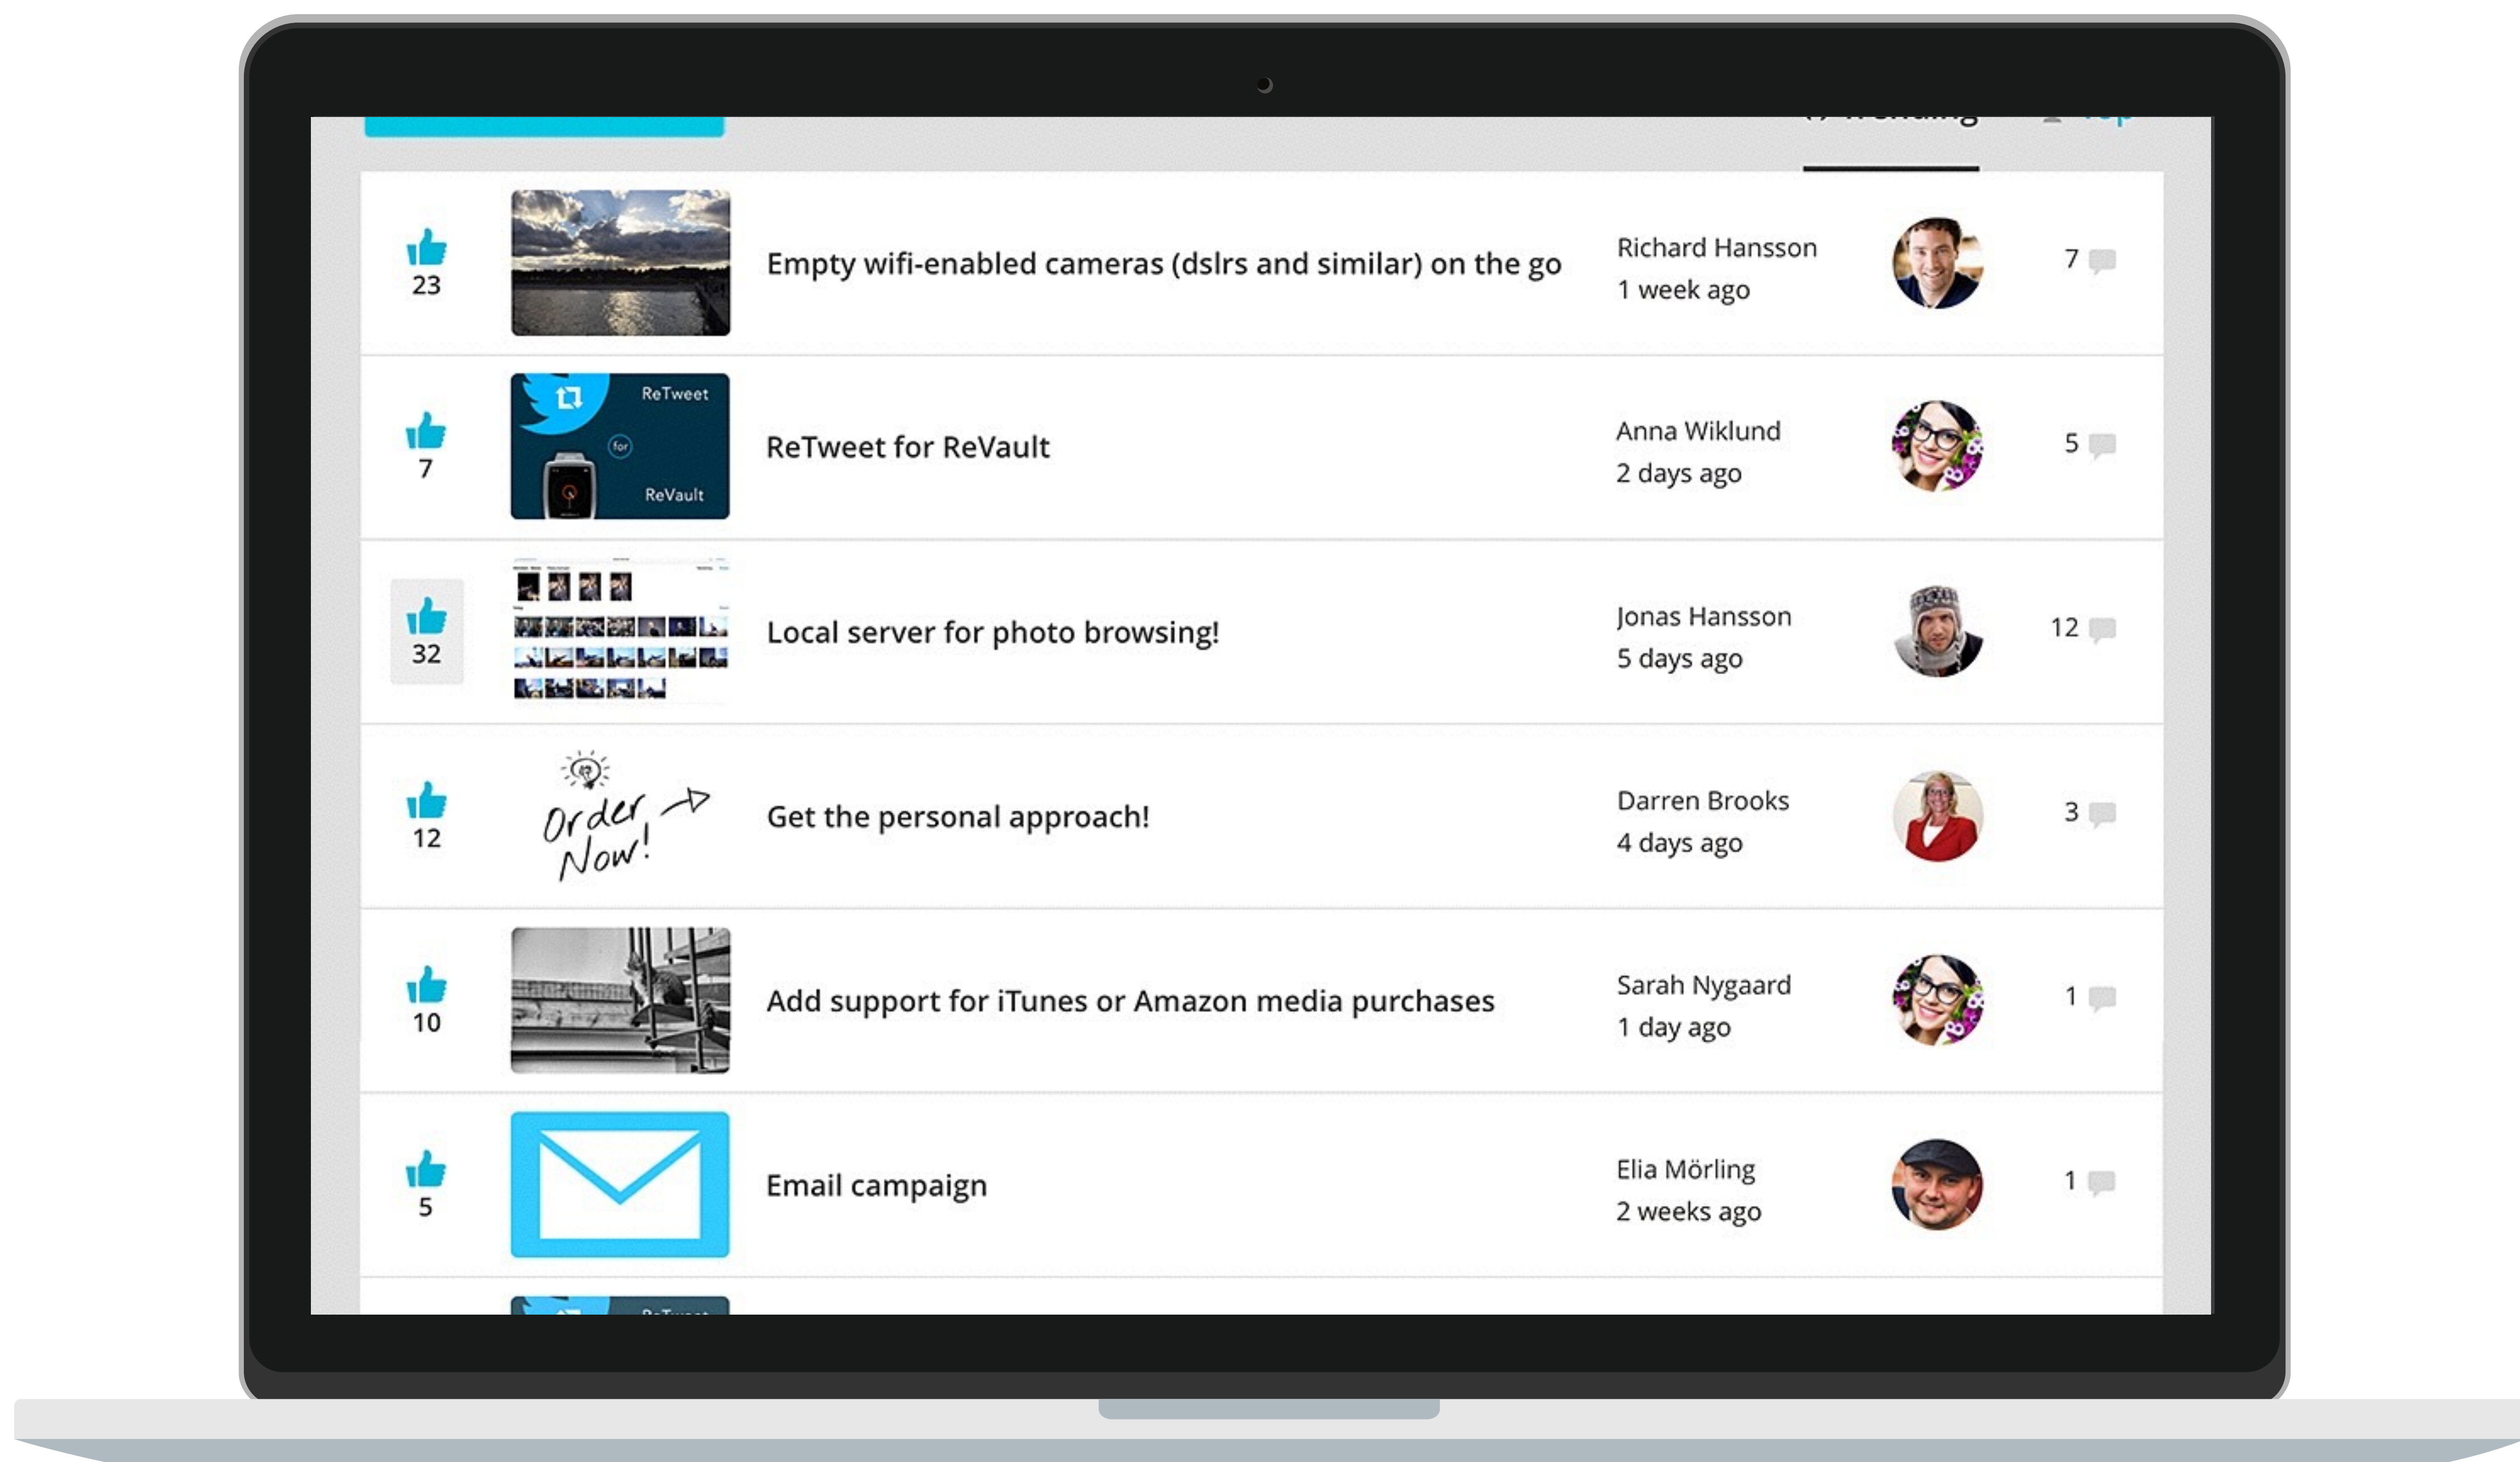 Trending Top
23
Empty wifi-enabled cameras (dslrs and similar) on the go
Richard Hansson
1 week ago
7
7
ReTweet
for
ReVault
ReTweet for ReVault
Anna Wiklund
2 days ago
5
32
Local server for photo browsing!
Jonas Hansson
5 days ago
12
12
Order
Now!
Get the personal approach!
Darren Brooks
4 days ago
3
10
Add support for iTunes or Amazon media purchases
Sarah Nygaard
1 day ago
1
5
Email campaign
Elia Mörling
2 weeks ago
1
ReTweet